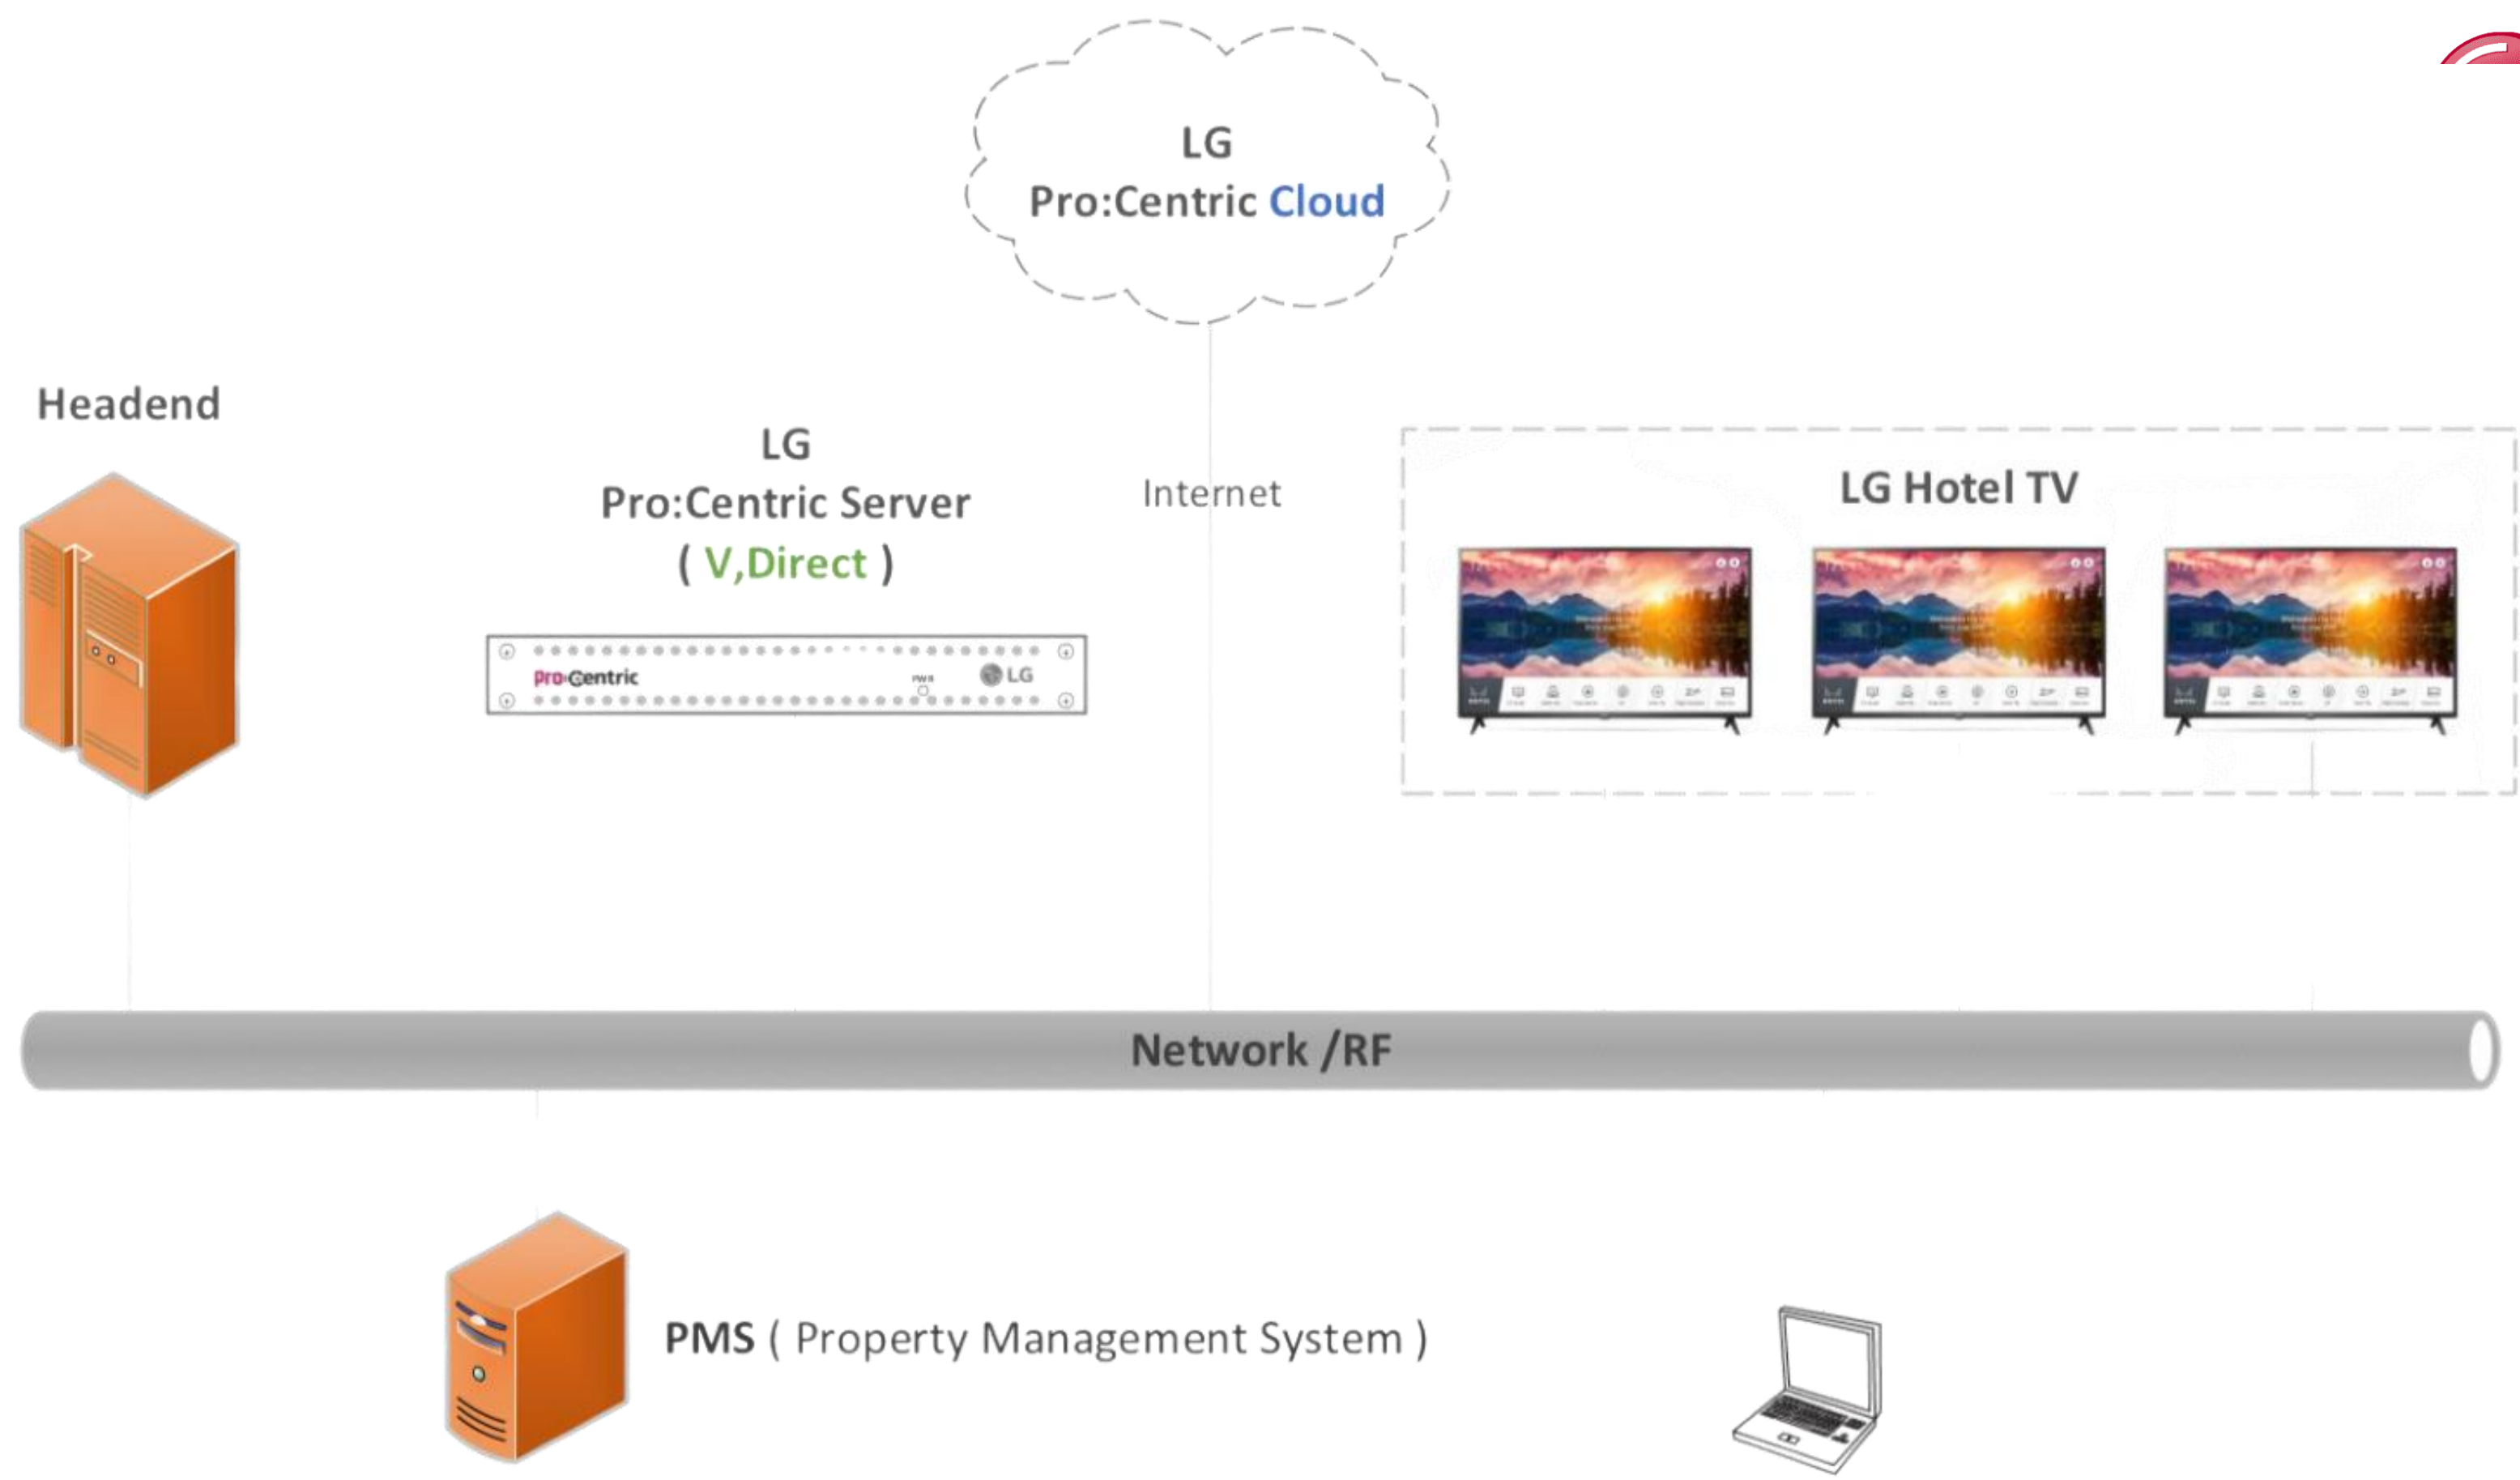 LG
Pro:Centric Cloud
Headend
LG
Pro:Centric Server
( V,Direct )
Internet
LG Hotel TV
Pro:Centric
PWR
LG
Network /RF
PMS ( Property Management System )